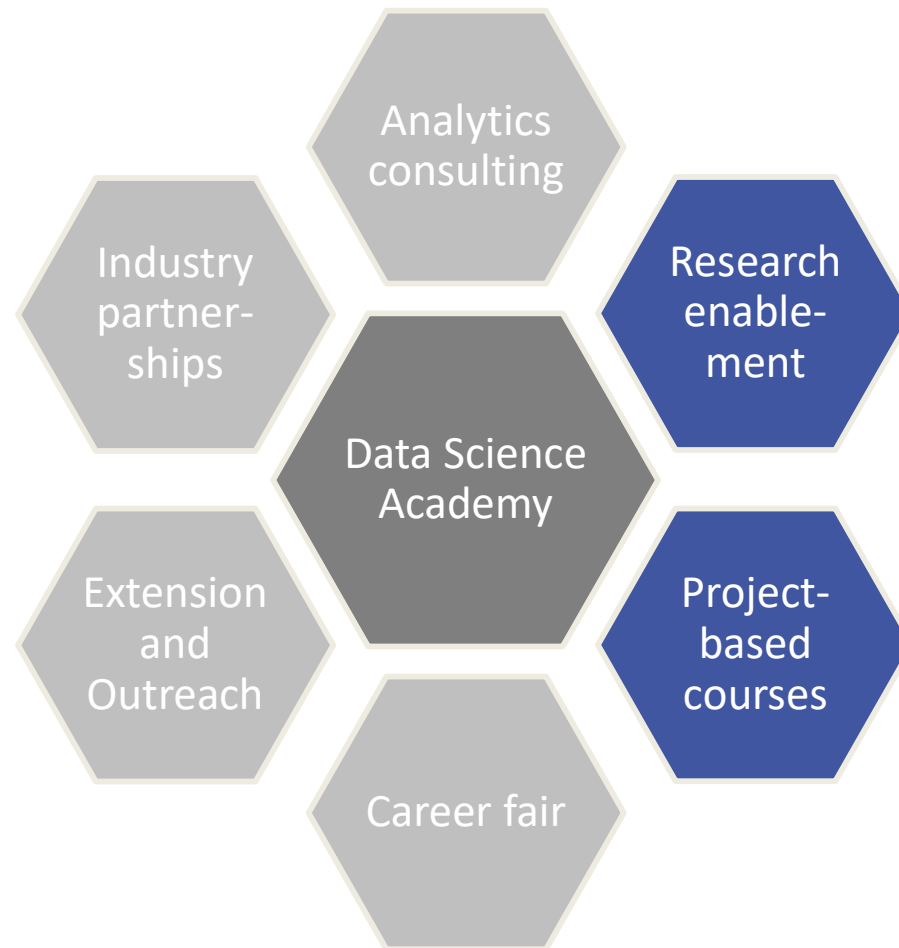 Analytics
consulting
Industry
partner-
ships
Research
enable-
ment
Data Science
Academy
Extension
and
Outreach
Project-
based
courses
Career fair